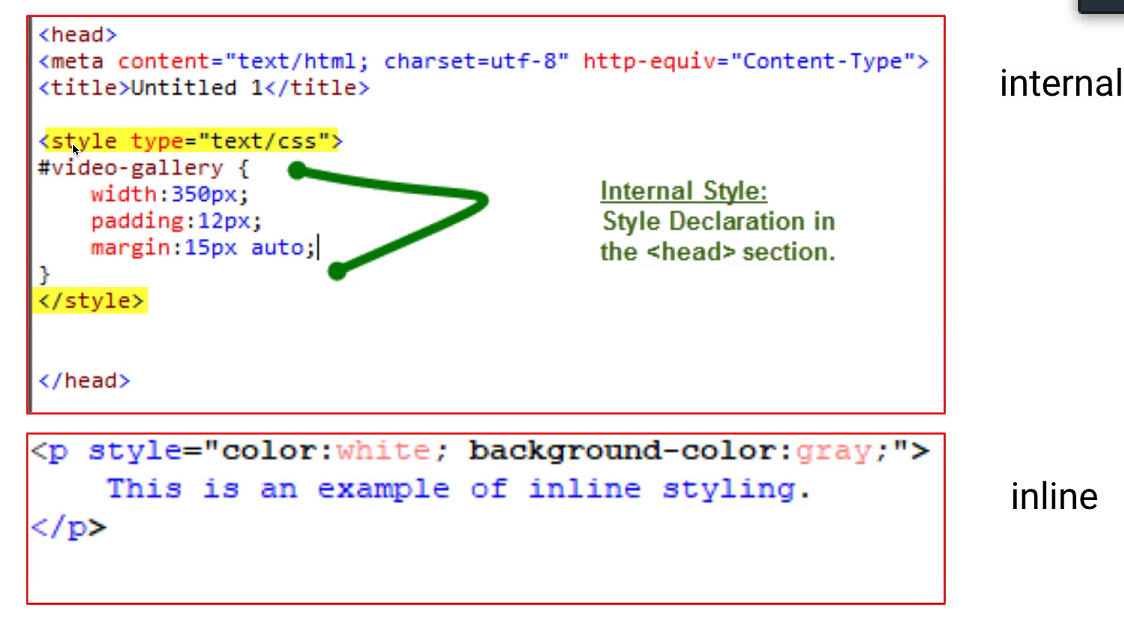 <head>
<meta content="text/html; charset=utf-8" http-equiv="Content-Type">
<title>Untitled 1</title>
<style type="text/css">
#video-gallery {
    width:350px;
    padding:12px;
    margin:15px auto;
}
</style>
</head>
Internal Style:
Style Declaration in
the <head> section.
internal
<p style="color:white; background-color:gray;">
    This is an example of inline styling.
</p>
inline